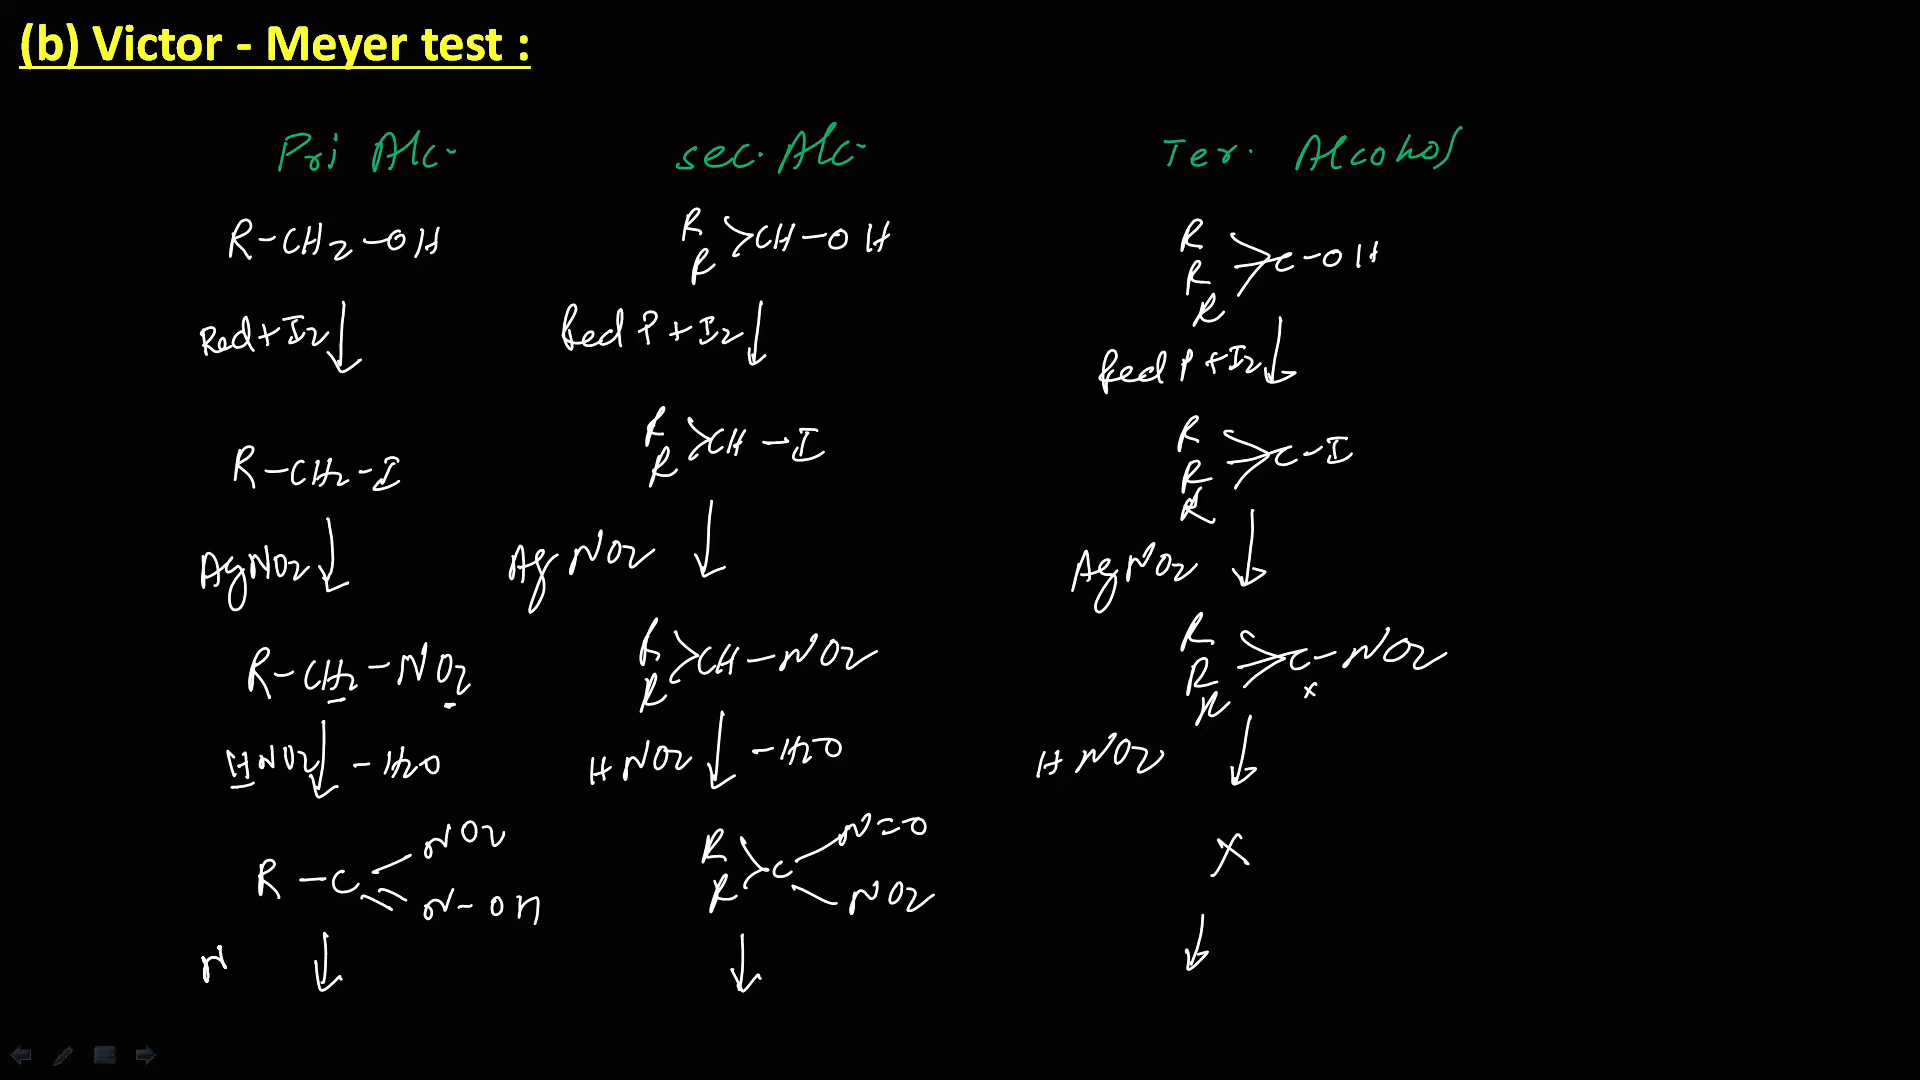 (b) Victor - Meyer test :
Pri Alc-
R-CH2-OH
Red+I2
R-CH2-I
AgNO2
R-CH2-NO2
HNO2 -H2O
R-C
NO2
N-OH
N
sec. Alc-
R
R
CH-OH
Red P + I2
R
R
CH-I
AgNO2
R
R
CH-NO2
HNO2 -H2O
R
R
C
N=O
NO2
Ter. Alcohol
R
R
R
C-OH
Red P + I2
R
R
R
C-I
AgNO2
R
R
R
C-NO2
x
HNO2
X